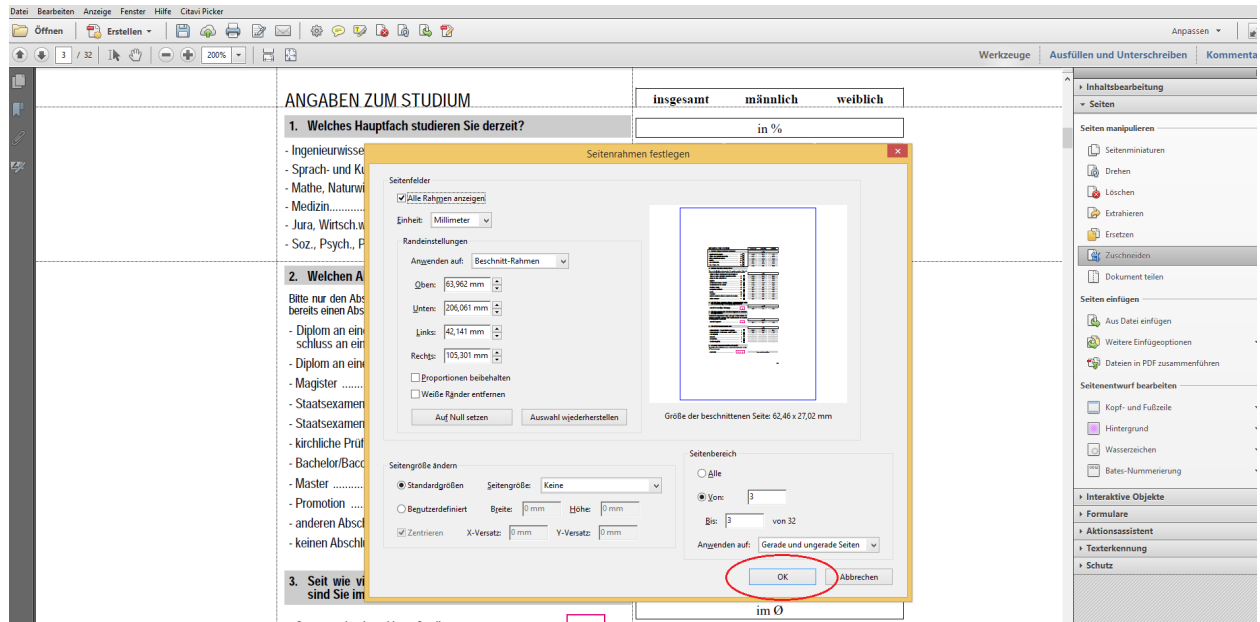 Datei Bearbeiten Anzeige Fenster Hilfe Citavi Picker
Öffnen Erstellen Anpassen
3 / 32 200% Werkzeuge Ausfüllen und Unterschreiben Kommenta
ANGABEN ZUM STUDIUM
insgesamt männlich weiblich
1. Welches Hauptfach studieren Sie derzeit?
in %
- Ingenieurwisse
- Sprach- und Ku
- Mathe, Naturwi
- Medizin...........
- Jura, Wirtsch.w
- Soz., Psych., P
2. Welchen A
Bitte nur den Abs
bereits einen Abs
- Diplom an ein
schluss an ein
- Diplom an eine
- Magister .......
- Staatsexamen
- Staatsexamen
- kirchliche Prüf
- Bachelor/Bacc
- Master ..........
- Promotion ....
- anderen Absch
- keinen Abschlu
3. Seit wie vi
sind Sie im
im Ø
Seitenrahmen festlegen
Seitenfelder
Alle Rahmen anzeigen
Einheit: Millimeter
Randeinstellungen
Anwenden auf: Beschnitt-Rahmen
Oben: 63,962 mm
Unten: 206,061 mm
Links: 42,141 mm
Rechts: 105,301 mm
Proportionen beibehalten
Weiße Ränder entfernen
Auf Null setzen Auswahl wiederherstellen
Größe der beschnittenen Seite: 62,46 x 27,02 mm
Seitengröße ändern
Standardgrößen Seitengröße: Keine
Benutzerdefiniert Breite: 0 mm Höhe: 0 mm
Zentrieren X-Versatz: 0 mm Y-Versatz: 0 mm
Seitenbereich
Alle
Von: 3
Bis: 3 von 32
Anwenden auf: Gerade und ungerade Seiten
OK Abbrechen
Inhaltsbearbeitung
Seiten
Seiten manipulieren
Seitenminiaturen
Drehen
Löschen
Extrahieren
Ersetzen
Zuschneiden
Dokument teilen
Seiten einfügen
Aus Datei einfügen
Weitere Einfügeoptionen
Dateien in PDF zusammenführen
Seitenentwurf bearbeiten
Kopf- und Fußzeile
Hintergrund
Wasserzeichen
Bates-Nummerierung
Interaktive Objekte
Formulare
Aktionsassistent
Texterkennung
Schutz